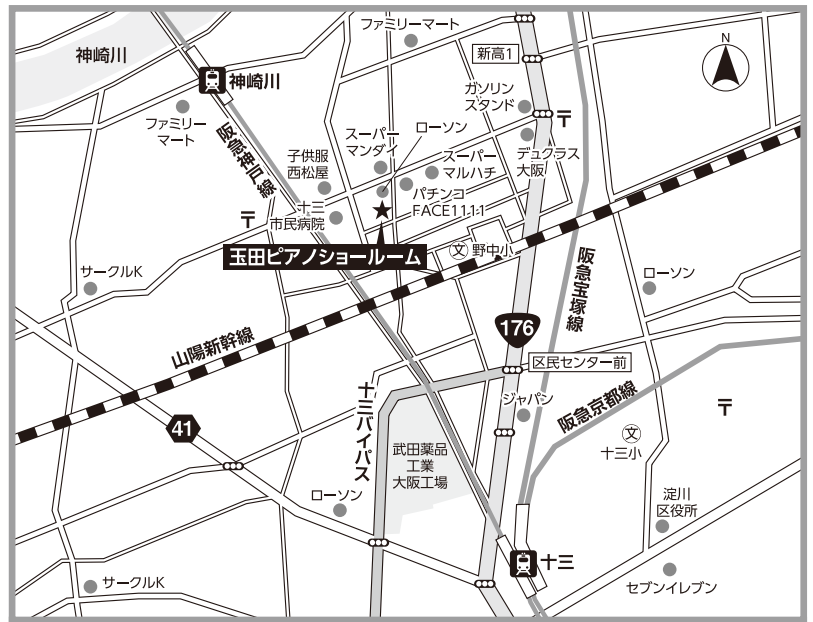 ファミリーマート
神崎川
新高1
N
神崎川
ガソリン
スタンド
ファミリー
マート
阪急神戸線
スーパー
マンダイ
ローソン
〒
子供服
西松屋
スーパー
マルハチ
デュクラス
大阪
パチンコ
FACE1111
〒
十三
市民病院
★
玉田ピアノショールーム
文
野中小
阪急宝塚線
サークルK
ローソン
山陽新幹線
176
区民センター前
十三バイパス
ジャパン
阪急京都線
〒
41
文
十三小
武田薬品
工業
大阪工場
ローソン
淀川
区役所
十三
サークルK
セブンイレブン